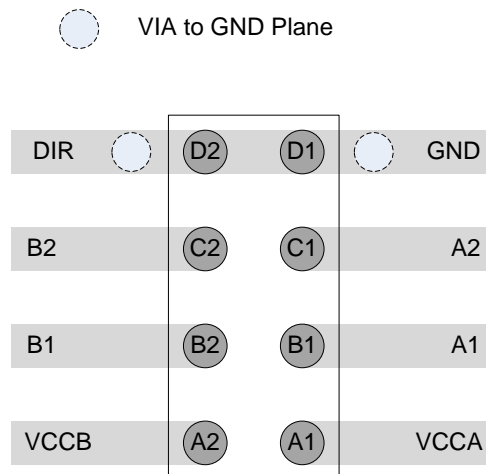 VIA to GND Plane
DIR D2 D1 GND
B2 C2 C1 A2
B1 B2 B1 A1
VCCB A2 A1 VCCA